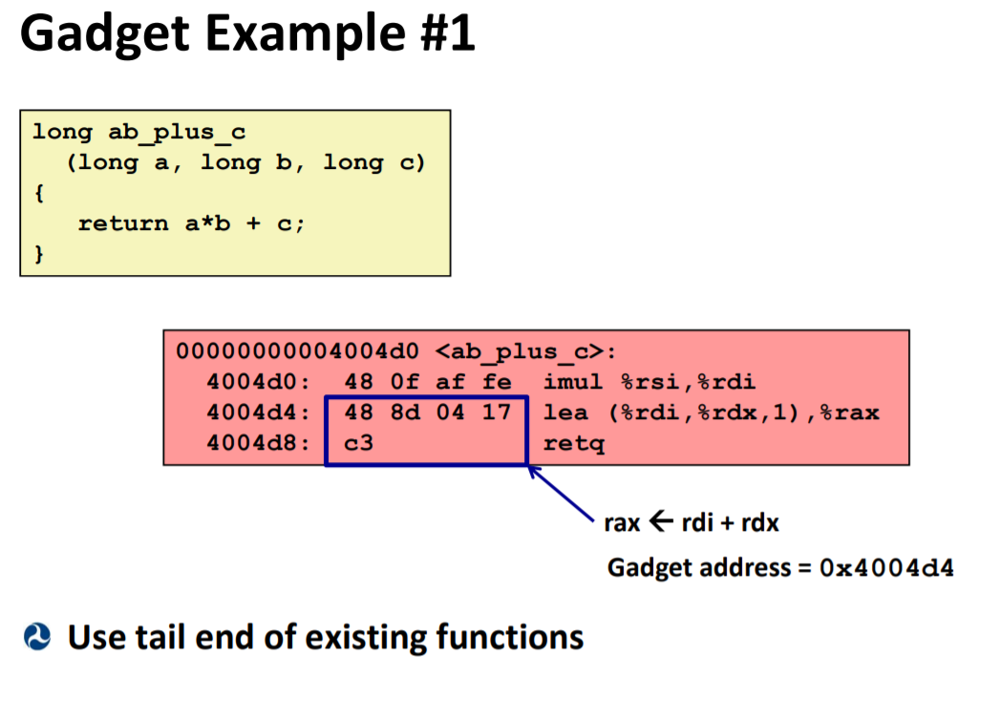 Gadget Example #1
long ab_plus_c
(long a, long b, long c)
{
return a*b + c;
}
00000000004004d0 <ab_plus_c>:
4004d0: 48 0f af fe imul %rsi,%rdi
4004d4: 48 8d 04 17 lea (%rdi,%rdx,1),%rax
4004d8: c3 retq
rax ← rdi + rdx
Gadget address = 0x4004d4
Use tail end of existing functions